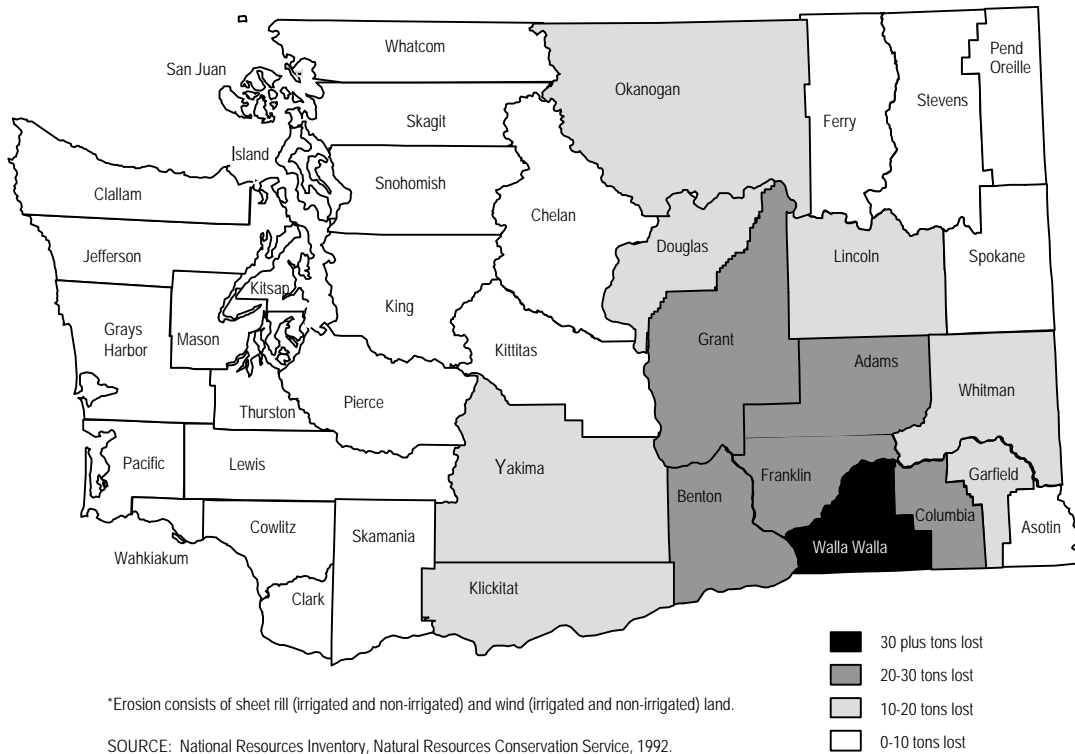 Whatcom
Pend
Oreille
San Juan
Okanogan
Stevens
Skagit
Ferry
Island
Snohomish
Clallam
Chelan
Douglas
Jefferson
Lincoln
Spokane
Kitsap
King
Grays
Harbor
Mason
Grant
Kittitas
Adams
Whitman
Pierce
Thurston
Pacific
Lewis
Yakima
Franklin
Garfield
Benton
Columbia
Cowlitz
Skamania
Asotin
Wahkiakum
Walla Walla
Klickitat
Clark
30 plus tons lost
20-30 tons lost
10-20 tons lost
0-10 tons lost
*Erosion consists of sheet rill (irrigated and non-irrigated) and wind (irrigated and non-irrigated) land.
SOURCE: National Resources Inventory, Natural Resources Conservation Service, 1992.